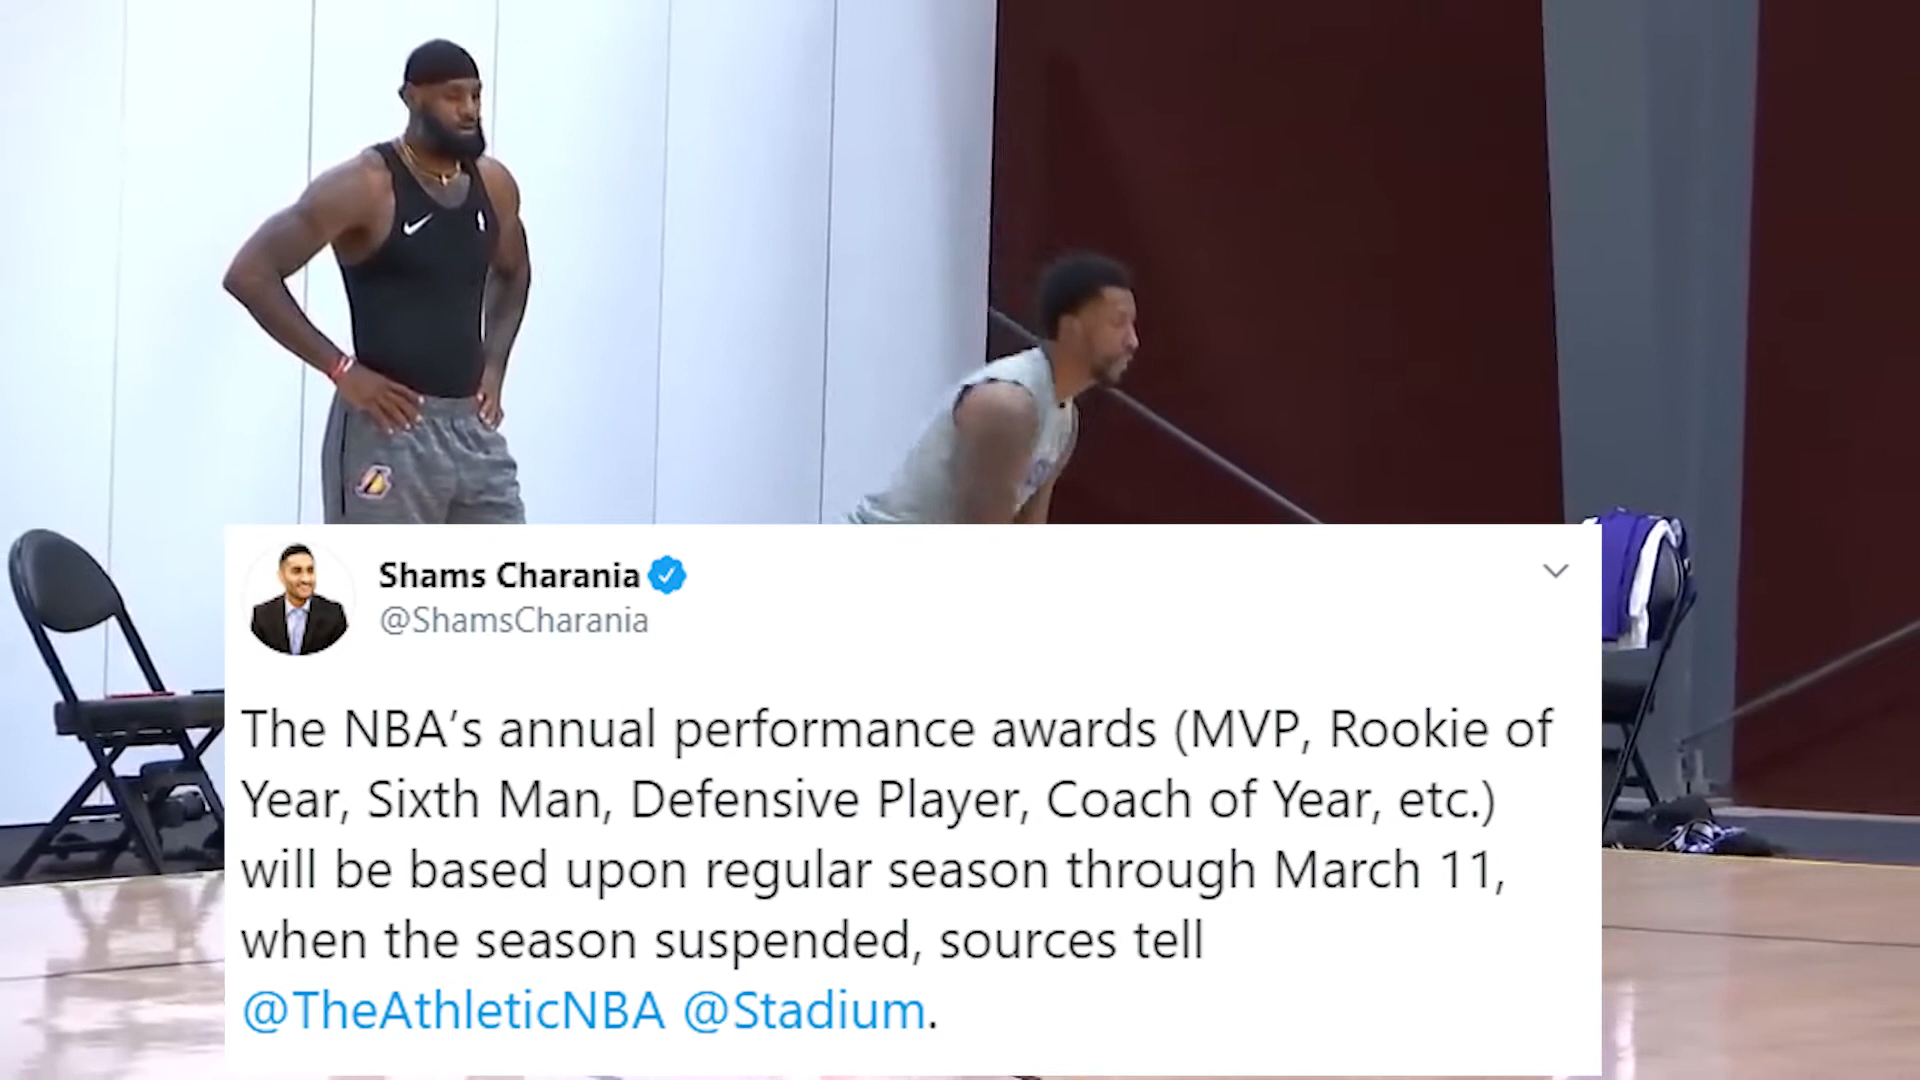 Shams Charania
@ShamsCharania
The NBA’s annual performance awards (MVP, Rookie of
Year, Sixth Man, Defensive Player, Coach of Year, etc.)
will be based upon regular season through March 11,
when the season suspended, sources tell
@TheAthleticNBA @Stadium.